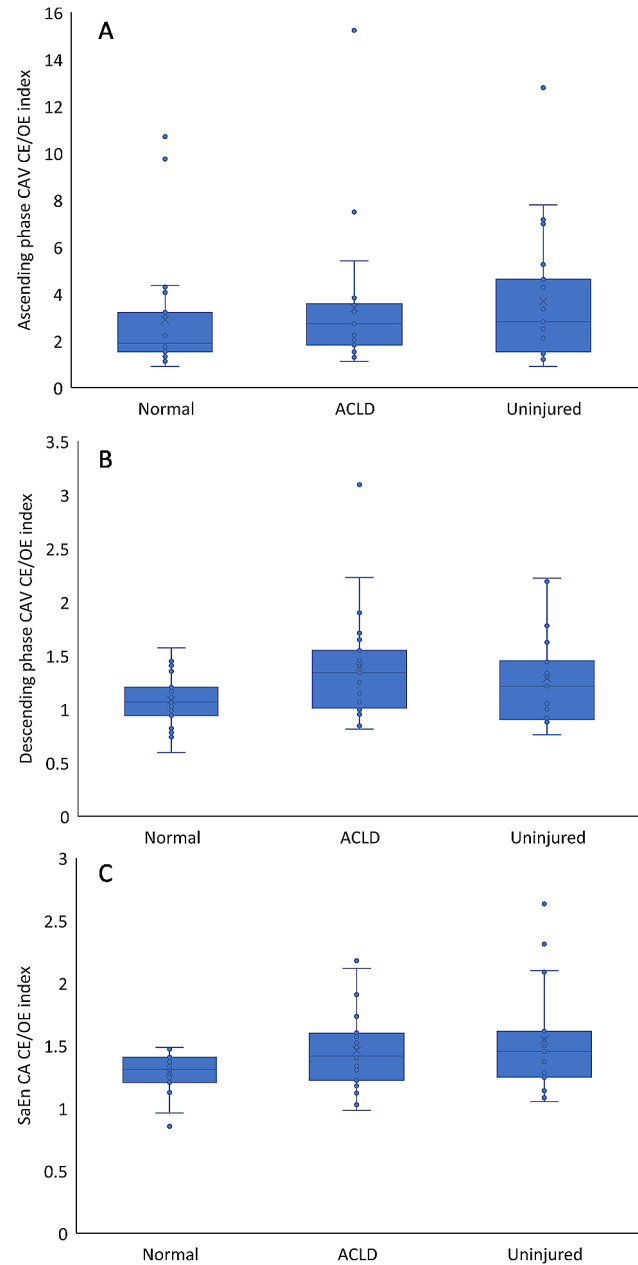 A
Ascending phase CAV CE/OE index
16
14
12
10
8
6
4
2
0
Normal ACLD Uninjured
B
Descending phase CAV CE/OE index
3.5
3
2.5
2
1.5
1
0.5
0
Normal ACLD Uninjured
C
SaEn CA CE/OE index
3
2.5
2
1.5
1
0.5
0
Normal ACLD Uninjured